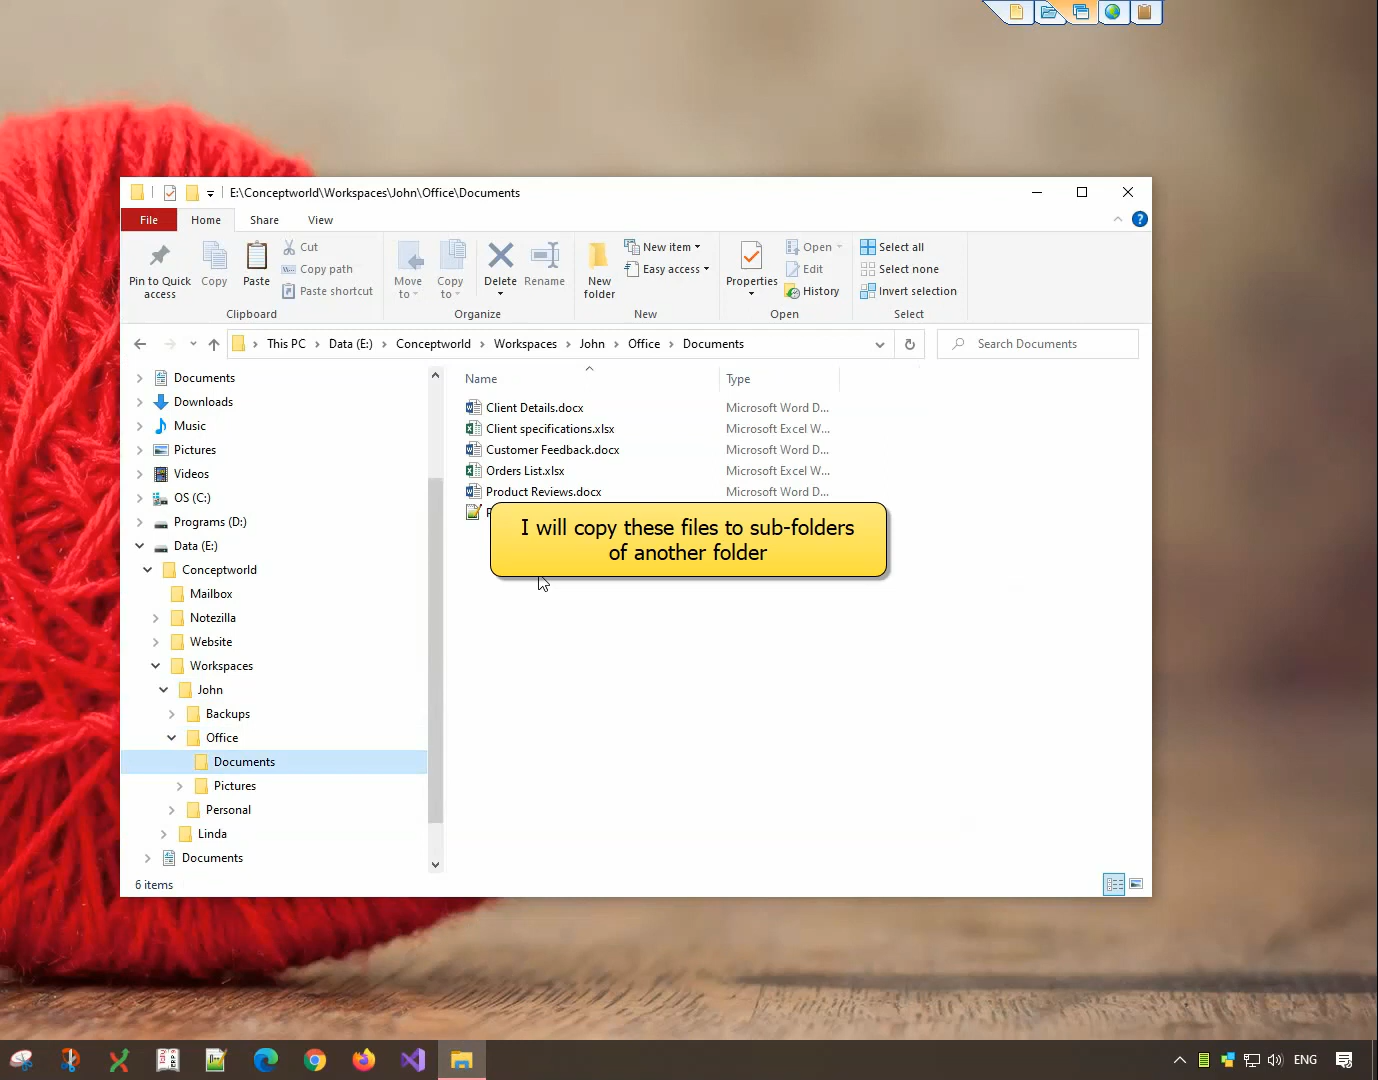 E:\Conceptworld\Workspaces\John\Office\Documents
File Home Share View
Pin to Quick access
Copy
Paste
Cut
Copy path
Paste shortcut
Clipboard
Move to
Copy to
Delete
Rename
Organize
New folder
New item
Easy access
New
Properties
Open
Edit
History
Open
Select all
Select none
Invert selection
Select
This PC > Data (E:) > Conceptworld > Workspaces > John > Office > Documents
Search Documents
Documents
Downloads
Music
Pictures
Videos
OS (C:)
Programs (D:)
Data (E:)
Conceptworld
Mailbox
Notezilla
Website
Workspaces
John
Backups
Office
Documents
Pictures
Personal
Linda
Documents
Name Type
Client Details.docx Microsoft Word D...
Client specifications.xlsx Microsoft Excel W...
Customer Feedback.docx Microsoft Word D...
Orders List.xlsx Microsoft Excel W...
Product Reviews.docx Microsoft Word D...
I will copy these files to sub-folders
of another folder
6 items
ENG